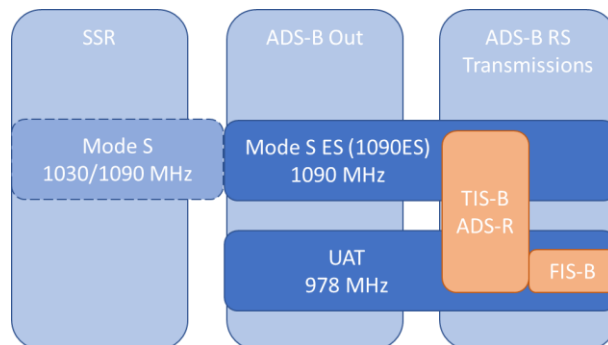 SSR
ADS-B Out
ADS-B RS
Transmissions
Mode S
1030/1090 MHz
Mode S ES (1090ES)
1090 MHz
TIS-B
ADS-R
UAT
978 MHz
FIS-B